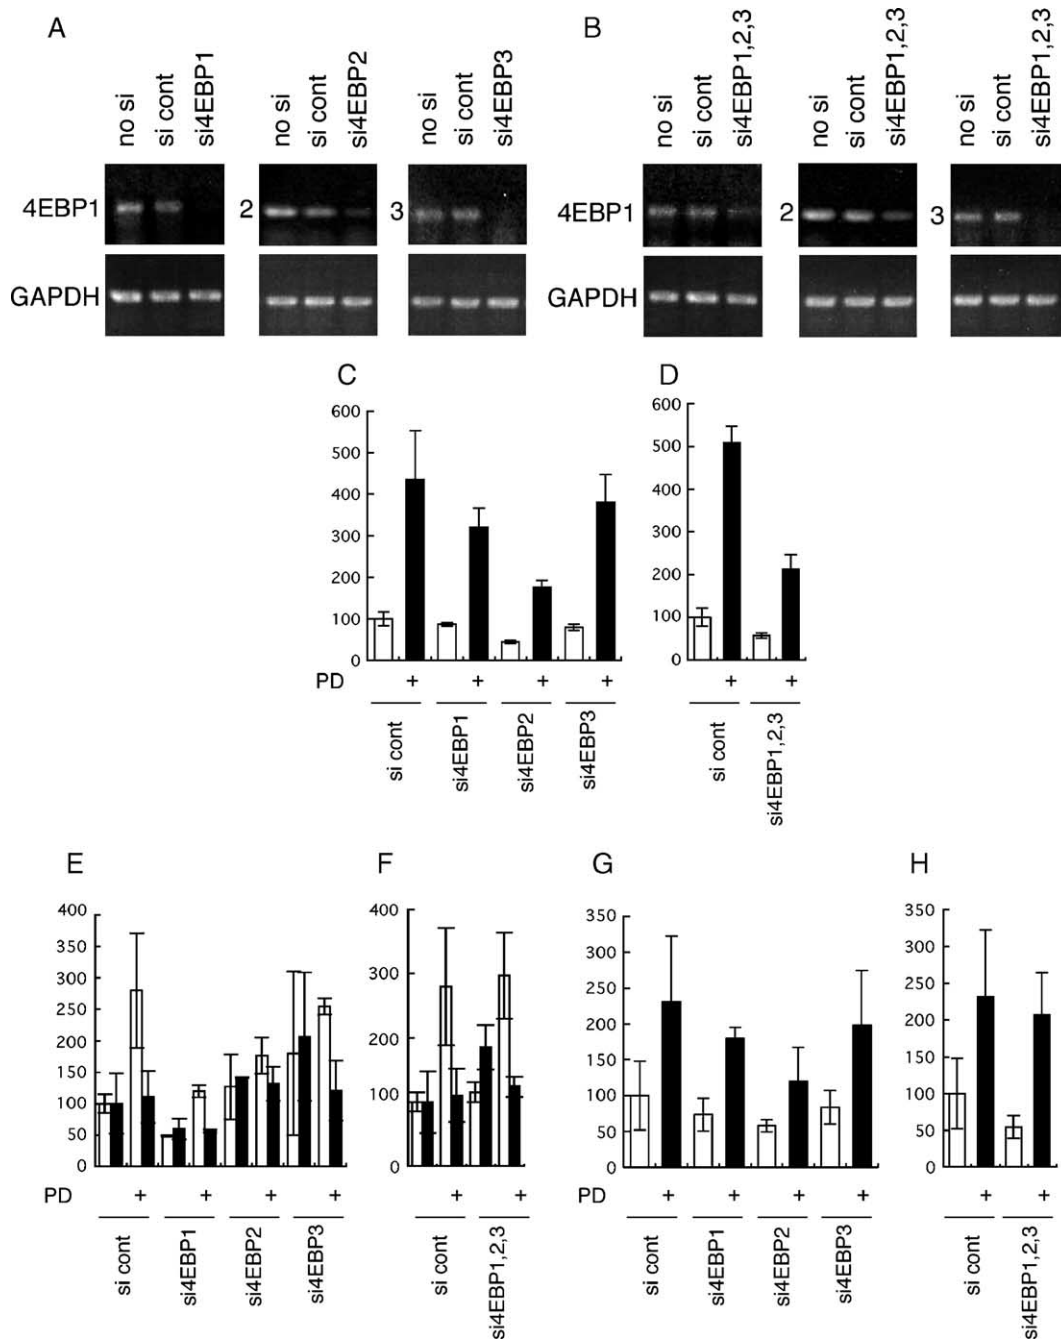 A
B
no si
si cont
si4EBP1
no si
si cont
si4EBP2
no si
si cont
si4EBP3
no si
si cont
si4EBP1,2,3
no si
si cont
si4EBP1,2,3
no si
si cont
si4EBP1,2,3
4EBP1
2
3
4EBP1
2
3
GAPDH
GAPDH
C
600
500
400
300
200
100
0
PD
+
+
+
+
si cont
si4EBP1
si4EBP2
si4EBP3
D
600
500
400
300
200
100
0
+
+
si cont
si4EBP1,2,3
E
400
350
300
250
200
150
100
50
0
PD
+
+
+
+
si cont
si4EBP1
si4EBP2
si4EBP3
F
400
300
200
100
0
+
+
si cont
si4EBP1,2,3
G
350
300
250
200
150
100
50
0
PD
+
+
+
+
si cont
si4EBP1
si4EBP2
si4EBP3
H
350
300
250
200
150
100
50
0
+
+
si cont
si4EBP1,2,3